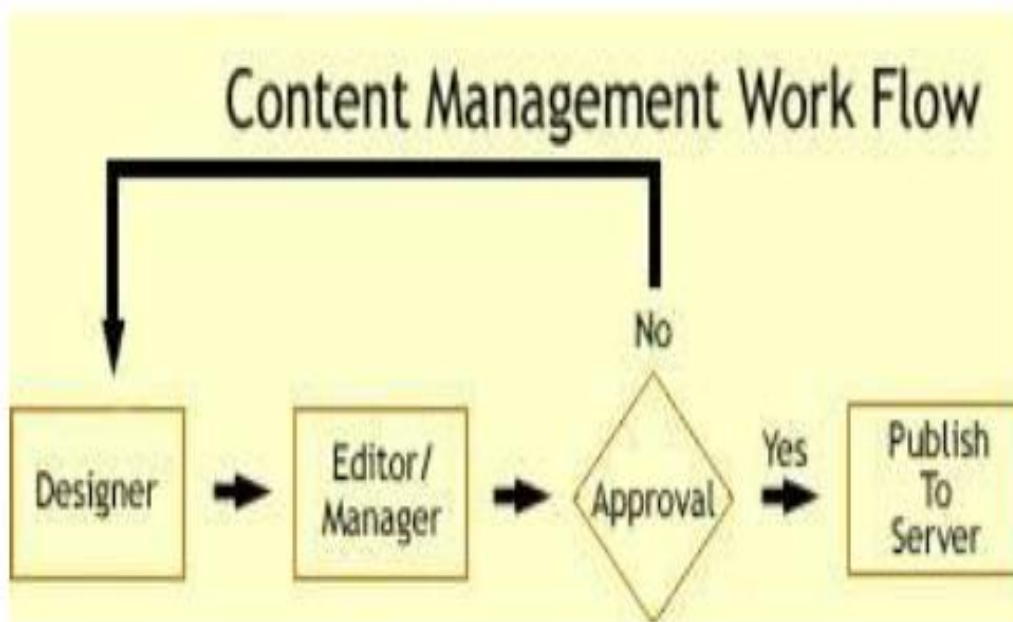 Content Management Work Flow
No
Designer
Editor/
Manager
Approval
Yes
Publish
To
Server